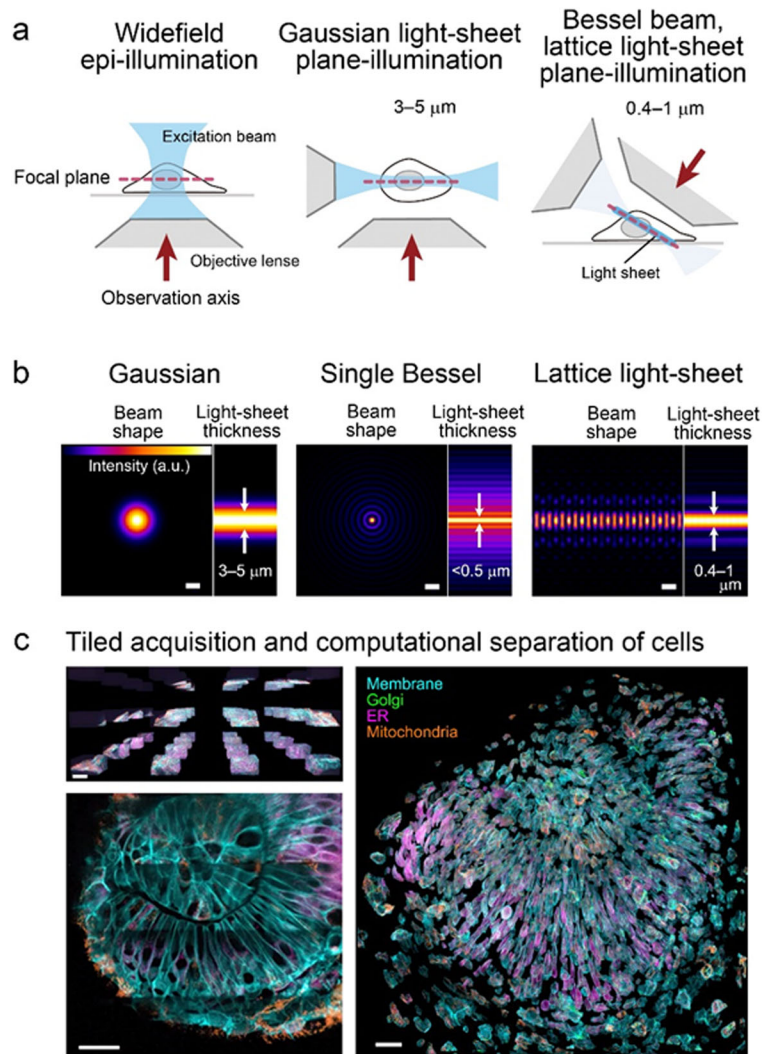 a
Widefield
epi-illumination
Gaussian light-sheet
plane-illumination
Bessel beam,
lattice light-sheet
plane-illumination
3–5 μm
0.4–1 μm
Excitation beam
Focal plane
Objective lense
Observation axis
Light sheet
b
Gaussian
Single Bessel
Lattice light-sheet
Beam
shape
Light-sheet
thickness
Beam
shape
Light-sheet
thickness
Beam
shape
Light-sheet
thickness
Intensity (a.u.)
3–5 μm
<0.5 μm
0.4–1
μm
c
Tiled acquisition and computational separation of cells
Membrane
Golgi
ER
Mitochondria